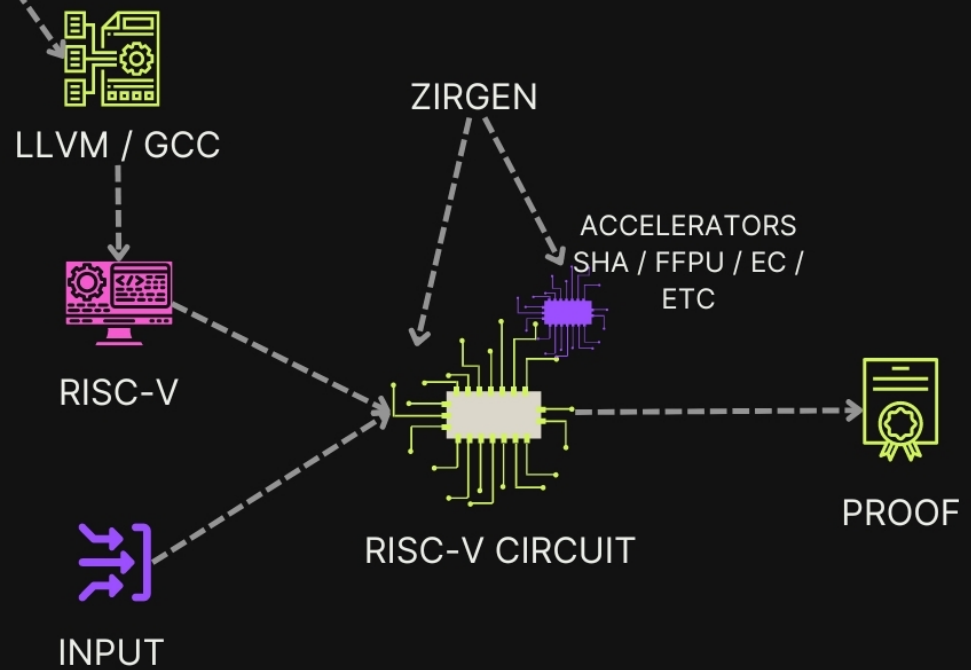 ZIRGEN
LLVM / GCC
ACCELERATORS
SHA / FFPU / EC /
ETC
</>
RISC-V
PROOF
RISC-V CIRCUIT
INPUT